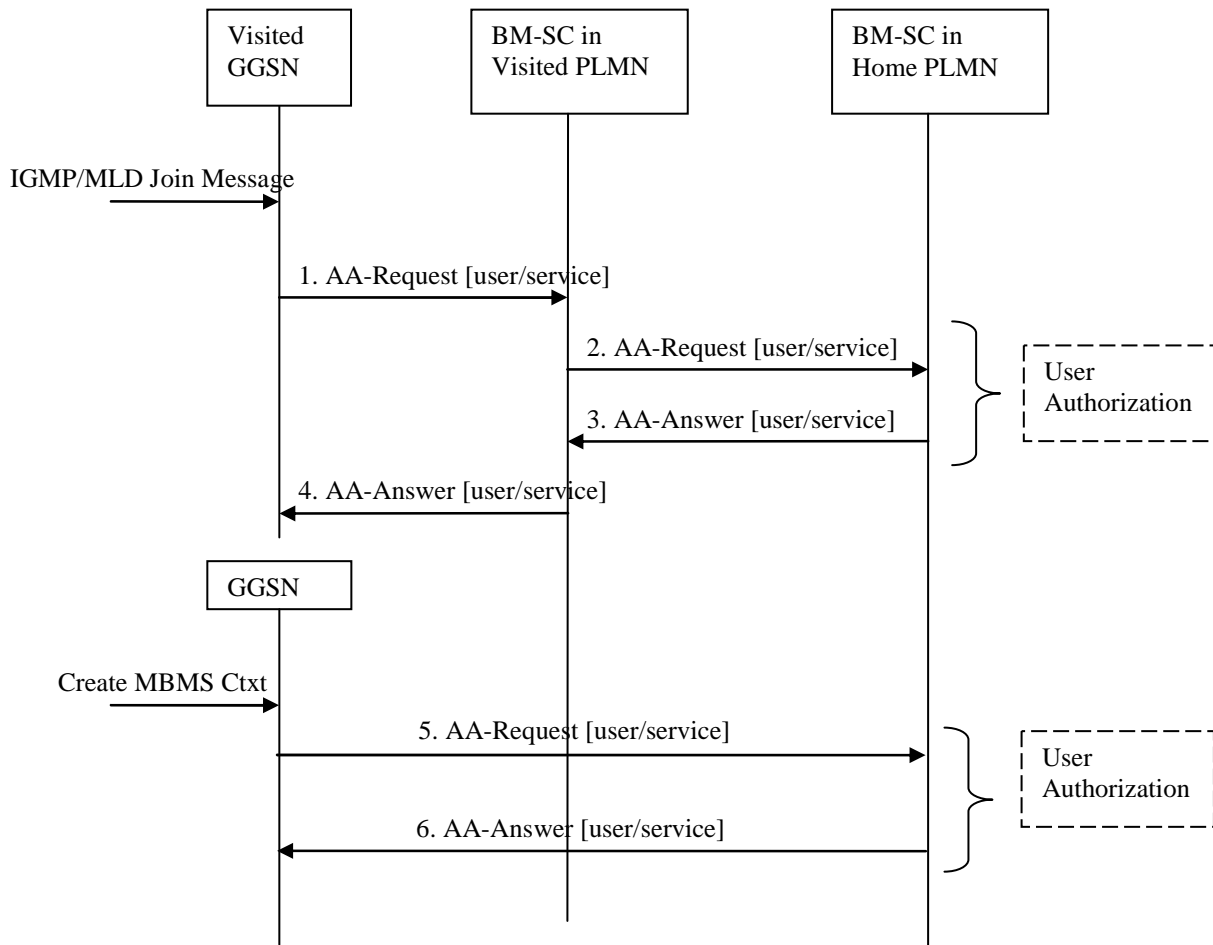 Visited
GGSN
BM-SC in
Visited PLMN
BM-SC in
Home PLMN
IGMP/MLD Join Message
1. AA-Request [user/service]
2. AA-Request [user/service]
User
Authorization
3. AA-Answer [user/service]
4. AA-Answer [user/service]
GGSN
Create MBMS Ctxt
5. AA-Request [user/service]
User
Authorization
6. AA-Answer [user/service]